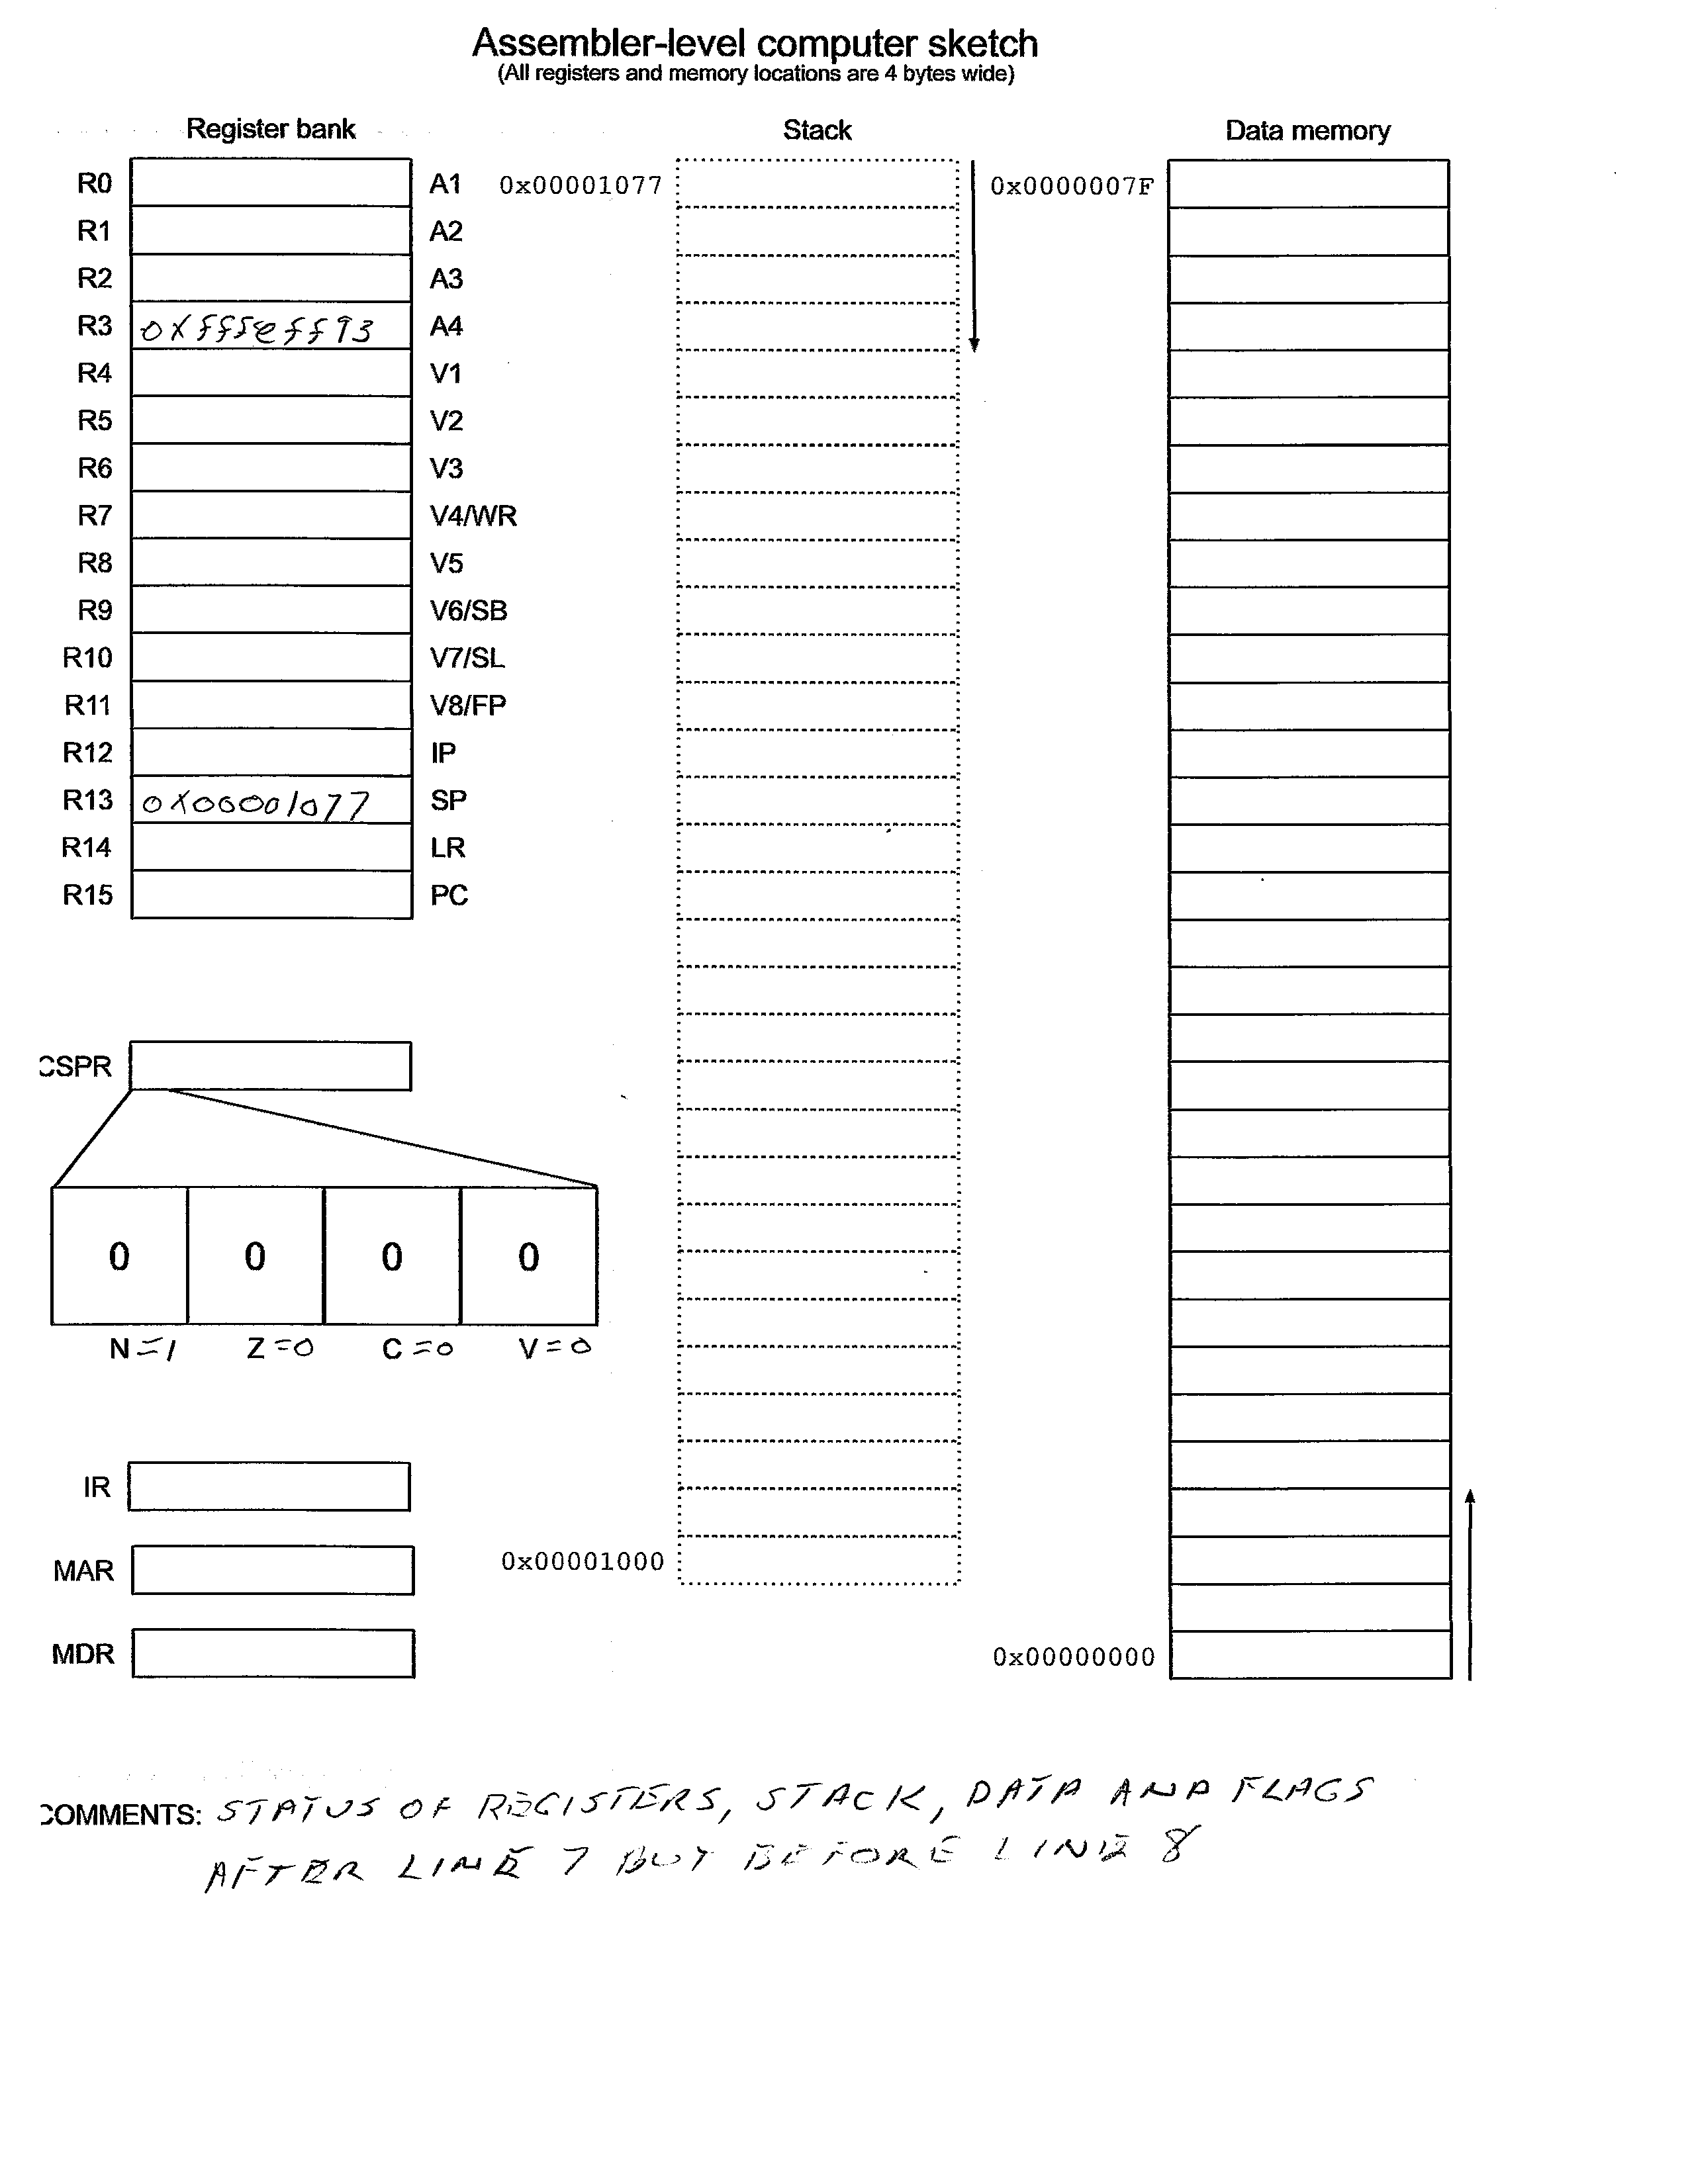 Assembler-level computer sketch
(All registers and memory locations are 4 bytes wide)
Register bank
R0 A1
R1 A2
R2 A3
R3 0xfffeff93 A4
R4 V1
R5 V2
R6 V3
R7 V4/WR
R8 V5
R9 V6/SB
R10 V7/SL
R11 V8/FP
R12 IP
R13 0x00001077 SP
R14 LR
R15 PC
CSPR
0 0 0 0
N=1 Z=0 C=0 V=0
IR
MAR
MDR
Stack
0x00001077
0x00001000
Data memory
0x0000007F
0x00000000
COMMENTS: STATUS OF REGISTERS, STACK, DATA AND FLAGS
AFTER LINE 7 BUT BEFORE LINE 8